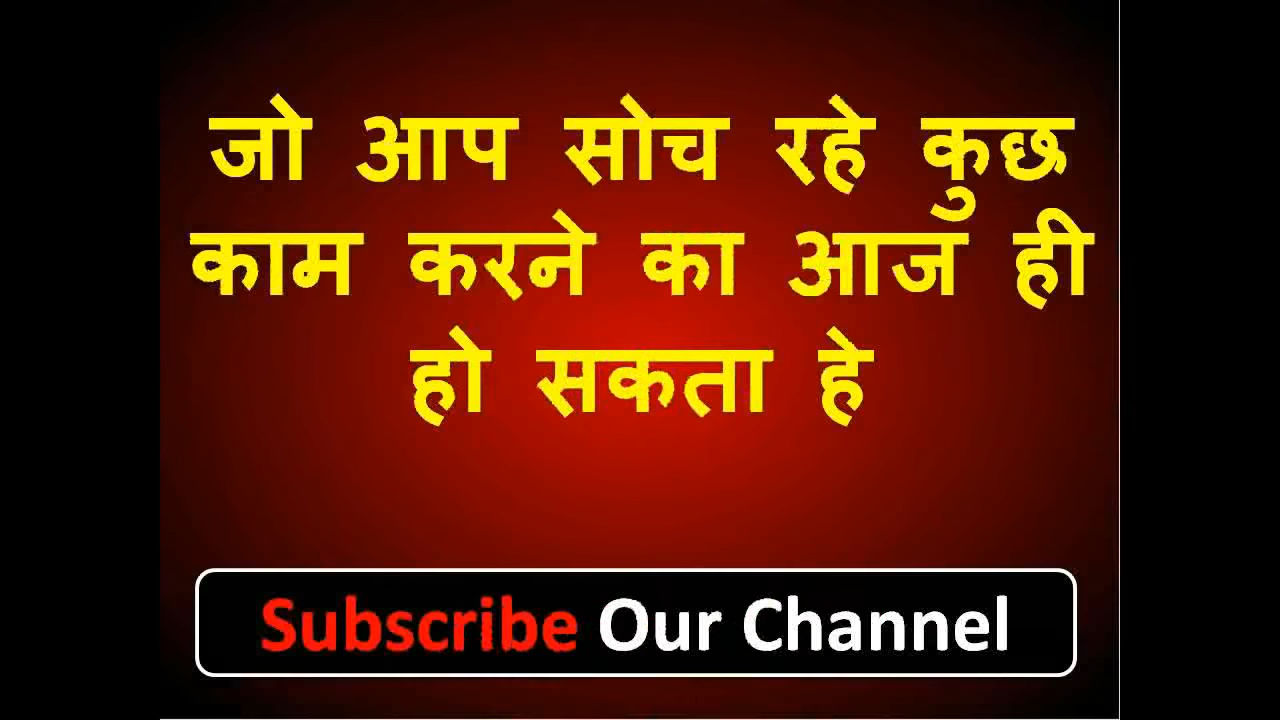 जो आप सोच रहे कुछ
काम करने का आज ही
हो सकता हे
Subscribe Our Channel